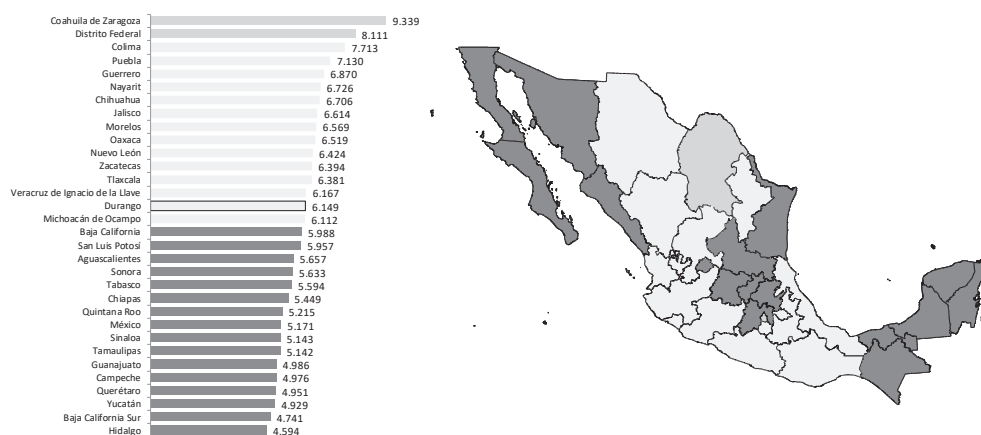 Coahuila de Zaragoza 9.339
Distrito Federal 8.111
Colima 7.713
Puebla 7.130
Guerrero 6.870
Nayarit 6.726
Chihuahua 6.706
Jalisco 6.614
Morelos 6.569
Oaxaca 6.519
Nuevo León 6.424
Zacatecas 6.394
Tlaxcala 6.381
Veracruz de Ignacio de la Llave 6.167
Durango 6.149
Michoacán de Ocampo 6.112
Baja California 5.988
San Luis Potosí 5.957
Aguascalientes 5.657
Sonora 5.633
Tabasco 5.594
Chiapas 5.449
Quintana Roo 5.215
México 5.171
Sinaloa 5.143
Tamaulipas 5.142
Guanajuato 4.986
Campeche 4.976
Querétaro 4.951
Yucatán 4.929
Baja California Sur 4.741
Hidalgo 4.594